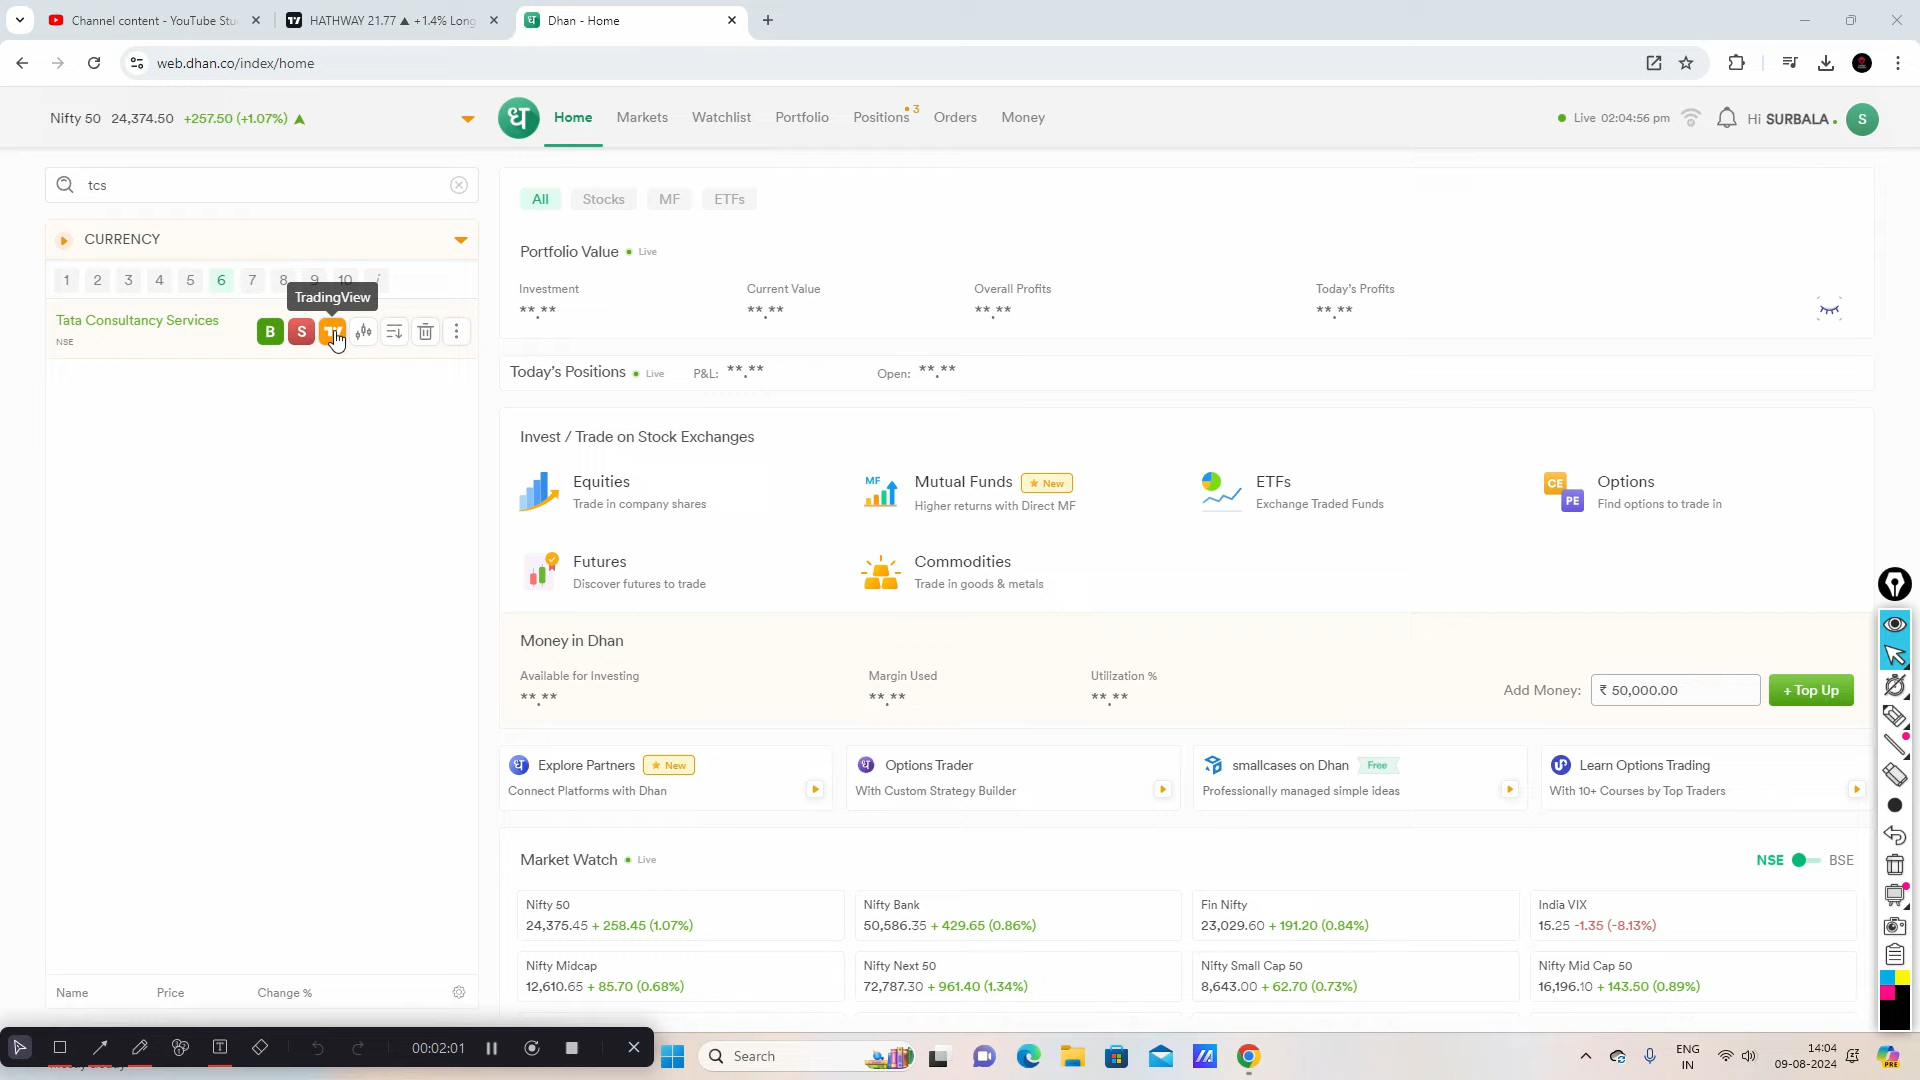 Channel content - YouTube Stu
HATHWAY 21.77 ▲ +1.4% Long
Dhan - Home
web.dhan.co/index/home
Nifty 50 24,374.50 +257.50 (+1.07%)
ध
Home
Markets
Watchlist
Portfolio
Positions
3
Orders
Money
Live 02:04:56 pm
Hi SURBALA
S
tcs
CURRENCY
1 2 3 4 5 6 7 8 9 10 i
TradingView
Tata Consultancy Services
NSE
B S
Name Price Change %
All Stocks MF ETFs
Portfolio Value Live
Investment Current Value Overall Profits Today's Profits
**.** **.** **.** **.**
Today's Positions Live P&L: **.** Open: **.**
Invest / Trade on Stock Exchanges
Equities
Trade in company shares
MF
Mutual Funds New
Higher returns with Direct MF
ETFs
Exchange Traded Funds
CE
PE
Options
Find options to trade in
Futures
Discover futures to trade
Commodities
Trade in goods & metals
Money in Dhan
Available for Investing Margin Used Utilization %
**.** **.** **.**
Add Money: ₹ 50,000.00 + Top Up
Explore Partners New
Connect Platforms with Dhan
Options Trader
With Custom Strategy Builder
smallcases on Dhan Free
Professionally managed simple ideas
Learn Options Trading
With 10+ Courses by Top Traders
Market Watch Live
NSE BSE
Nifty 50
24,375.45 + 258.45 (1.07%)
Nifty Bank
50,586.35 + 429.65 (0.86%)
Fin Nifty
23,029.60 + 191.20 (0.84%)
India VIX
15.25 -1.35 (-8.13%)
Nifty Midcap
12,610.65 + 85.70 (0.68%)
Nifty Next 50
72,787.30 + 961.40 (1.34%)
Nifty Small Cap 50
8,643.00 + 62.70 (0.73%)
Nifty Mid Cap 50
16,196.10 + 143.50 (0.89%)
00:02:01
Search
ENG
IN
14:04
09-08-2024
PRE